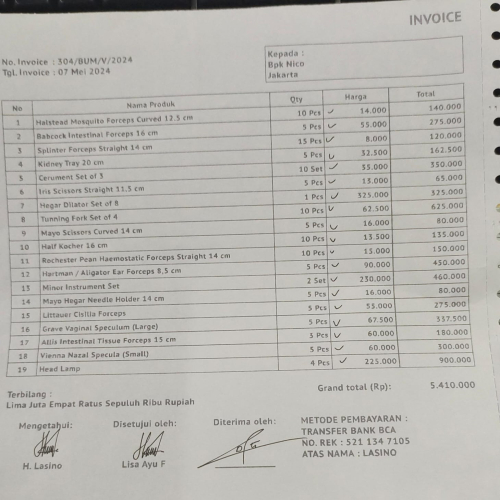 INVOICE
No. Invoice : 304/BUM/V/2024
Tgl. Invoice : 07 Mei 2024
Kepada :
Bpk Nico
Jakarta
No Nama Produk Qty Harga Total
1 Halstead Mosquito Forceps Curved 12.5 cm 10 Pcs 14.000 140.000
2 Babcock Intestinal Forceps 16 cm 5 Pcs 55.000 275.000
3 Splinter Forceps Straight 14 cm 15 Pcs 8.000 120.000
4 Kidney Tray 20 cm 5 Pcs 32.500 162.500
5 Cerument Set of 3 10 Set 35.000 350.000
6 Iris Scissors Straight 11.5 cm 5 Pcs 13.000 65.000
7 Hegar Dilator Set of 8 1 Pcs 325.000 325.000
8 Tunning Fork Set of 4 10 Pcs 62.500 625.000
9 Mayo Scissors Curved 14 cm 5 Pcs 16.000 80.000
10 Half Kocher 16 cm 10 Pcs 13.500 135.000
11 Rochester Pean Haemostatic Forceps Straight 14 cm 10 Pcs 15.000 150.000
12 Hartman / Aligator Ear Forceps 8,5 cm 5 Pcs 90.000 450.000
13 Minor Instrument Set 2 Set 230.000 460.000
14 Mayo Hegar Needle Holder 14 cm 5 Pcs 16.000 80.000
15 Littauer Cisilia Forceps 5 Pcs 55.000 275.000
16 Grave Vaginal Speculum (Large) 5 Pcs 67.500 337.500
17 Allis Intestinal Tissue Forceps 15 cm 3 Pcs 60.000 180.000
18 Vienna Nazal Specula (Small) 5 Pcs 60.000 300.000
19 Head Lamp 4 Pcs 225.000 900.000
Grand total (Rp): 5.410.000
Terbilang :
Lima Juta Empat Ratus Sepuluh Ribu Rupiah
Mengetahui: Disetujui oleh: Diterima oleh:
H. Lasino Lisa Ayu F
METODE PEMBAYARAN :
TRANSFER BANK BCA
NO. REK : 521 134 7105
ATAS NAMA : LASINO